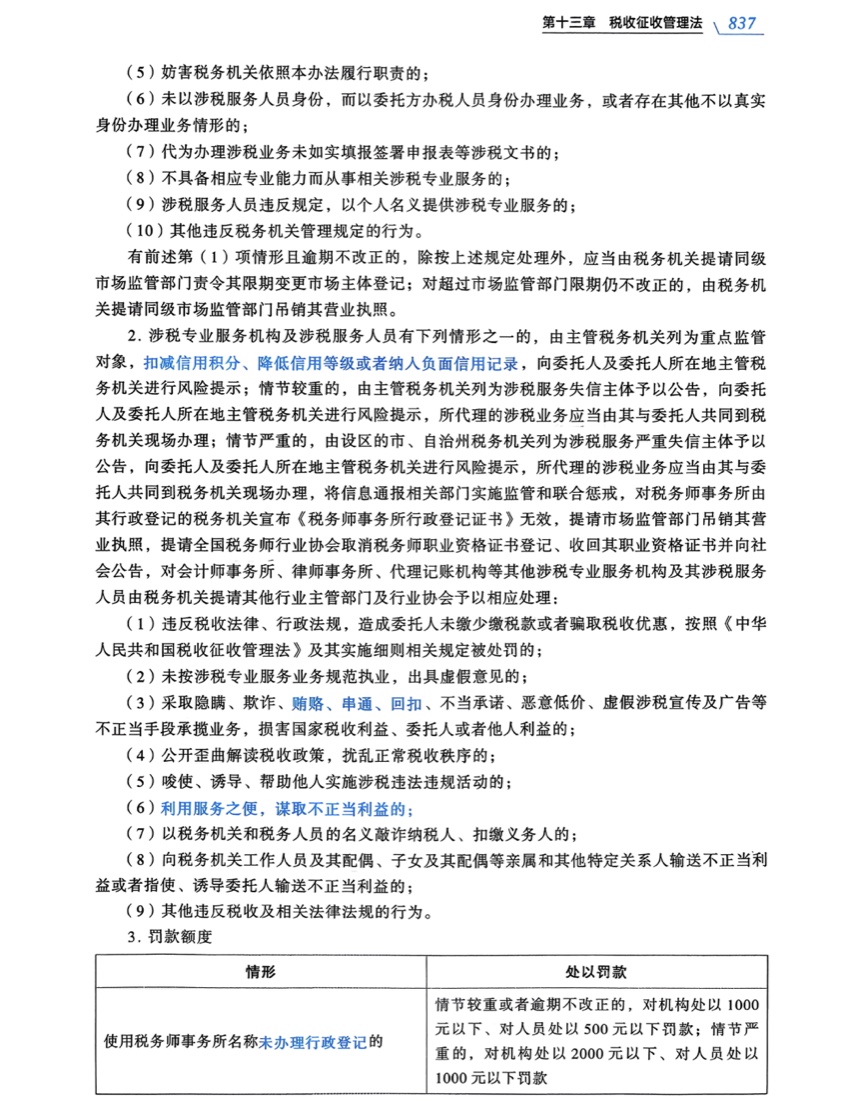 第十三章 税收征收管理法 837
（5）妨害税务机关依照本办法履行职责的；
（6）未以涉税服务人员身份，而以委托方办税人员身份办理业务，或者存在其他不以真实
身份办理业务情形的；
（7）代为办理涉税业务未如实填报签署申报表等涉税文书的；
（8）不具备相应专业能力而从事相关涉税专业服务的；
（9）涉税服务人员违反规定，以个人名义提供涉税专业服务的；
（10）其他违反税务机关管理规定的行为。
有前述第（1）项情形且逾期不改正的，除按上述规定处理外，应当由税务机关提请同级
市场监管部门责令其限期变更市场主体登记；对超过市场监管部门限期仍不改正的，由税务机
关提请同级市场监管部门吊销其营业执照。
2. 涉税专业服务机构及涉税服务人员有下列情形之一的，由主管税务机关列为重点监管
对象，扣减信用积分、降低信用等级或者纳入负面信用记录，向委托人及委托人所在地主管税
务机关进行风险提示；情节较重的，由主管税务机关列为涉税服务失信主体予以公告，向委托
人及委托人所在地主管税务机关进行风险提示，所代理的涉税业务应当由其与委托人共同到税
务机关现场办理；情节严重的，由设区的市、自治州税务机关列为涉税服务严重失信主体予以
公告，向委托人及委托人所在地主管税务机关进行风险提示，所代理的涉税业务应当由其与委
托人共同到税务机关现场办理，将信息通报相关部门实施监管和联合惩戒，对税务师事务所由
其行政登记的税务机关宣布《税务师事务所行政登记证书》无效，提请市场监管部门吊销其营
业执照，提请全国税务师行业协会取消税务师职业资格证书登记、收回其职业资格证书并向社
会公告，对会计师事务所、律师事务所、代理记账机构等其他涉税专业服务机构及其涉税服务
人员由税务机关提请其他行业主管部门及行业协会予以相应处理：
（1）违反税收法律、行政法规，造成委托人未缴少缴税款或者骗取税收优惠，按照《中华
人民共和国税收征收管理法》及其实施细则相关规定被处罚的；
（2）未按涉税专业服务业务规范执业，出具虚假意见的；
（3）采取隐瞒、欺诈、贿赂、串通、回扣、不当承诺、恶意低价、虚假涉税宣传及广告等
不正当手段承揽业务，损害国家税收利益、委托人或者他人利益的；
（4）公开歪曲解读税收政策，扰乱正常税收秩序的；
（5）唆使、诱导、帮助他人实施涉税违法违规活动的；
（6）利用服务之便，谋取不正当利益的；
（7）以税务机关和税务人员的名义敲诈纳税人、扣缴义务人的；
（8）向税务机关工作人员及其配偶、子女及其配偶等亲属和其他特定关系人输送不正当利
益或者指使、诱导委托人输送不正当利益的；
（9）其他违反税收及相关法律法规的行为。
3. 罚款额度
情形 处以罚款
使用税务师事务所名称未办理行政登记的
情节较重或者逾期不改正的，对机构处以 1000
元以下、对人员处以 500 元以下罚款；情节严
重的，对机构处以 2000 元以下、对人员处以
1000 元以下罚款